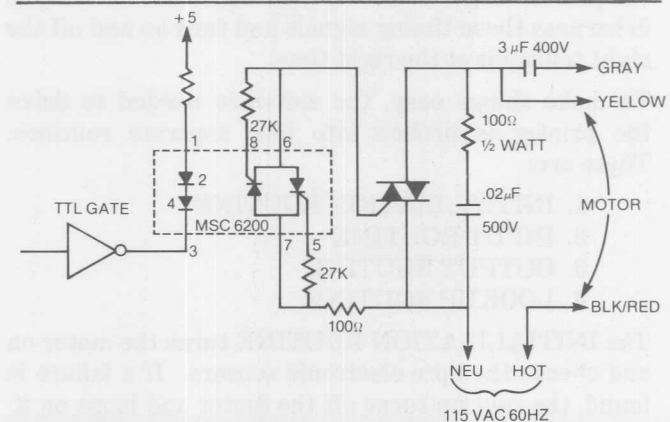 +5
3 µF 400V
GRAY
YELLOW
27K
100Ω
½ WATT
1
8
6
2
4
02µF
500V
MOTOR
TTL GATE
MSC 6200
3
7
5
27K
BLK/RED
100Ω
NEU
HOT
115 VAC 60HZ